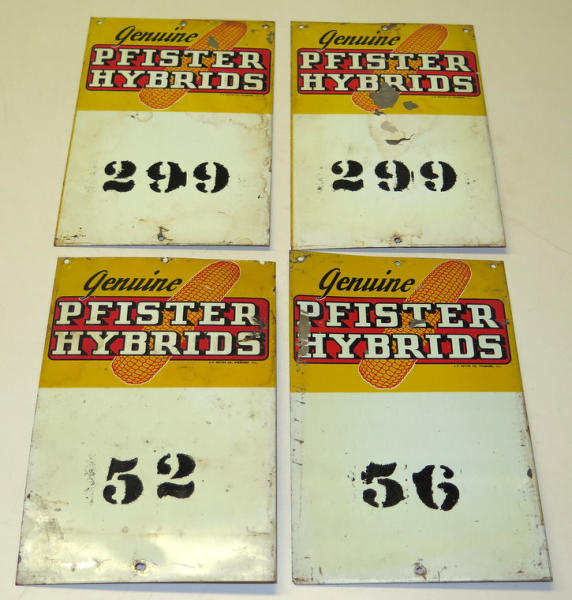 Genuine
PFISTER
HYBRIDS
299
Genuine
PFISTER
HYBRIDS
299
Genuine
PFISTER
HYBRIDS
52
Genuine
PFISTER
HYBRIDS
56